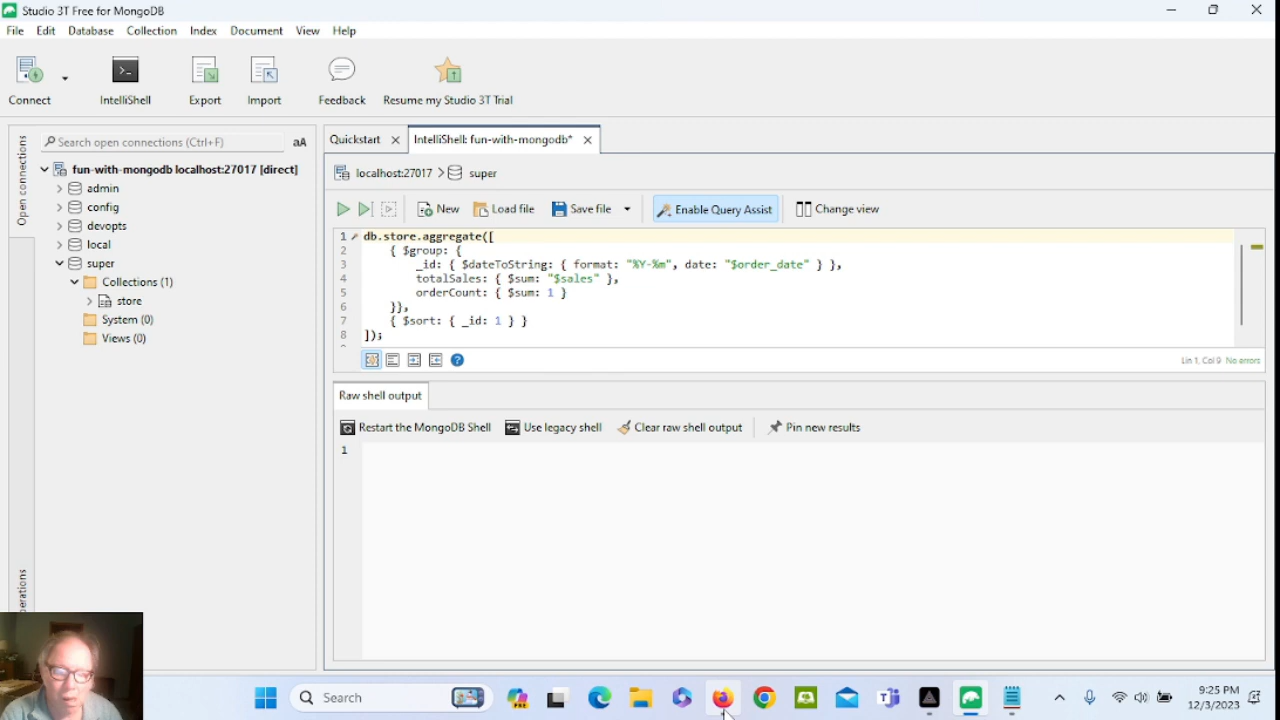 Studio 3T Free for MongoDB
File Edit Database Collection Index Document View Help
Connect IntelliShell Export Import Feedback Resume my Studio 3T Trial
Open connections
Search open connections (Ctrl+F) aA
fun-with-mongodb localhost:27017 [direct]
admin
config
devopts
local
super
Collections (1)
store
System (0)
Views (0)
Quickstart IntelliShell: fun-with-mongodb*
localhost:27017 > super
New Load file Save file Enable Query Assist Change view
1 db.store.aggregate([
2 { $group: {
3 _id: { $dateToString: { format: "%Y-%m", date: "$order_date" } },
4 totalSales: { $sum: "$sales" },
5 orderCount: { $sum: 1 }
6 }},
7 { $sort: { _id: 1 } }
8 ]);
Lin 1, Col 9 No errors
Raw shell output
Restart the MongoDB Shell Use legacy shell Clear raw shell output Pin new results
1
Search
PRE
9:25 PM
12/3/2023